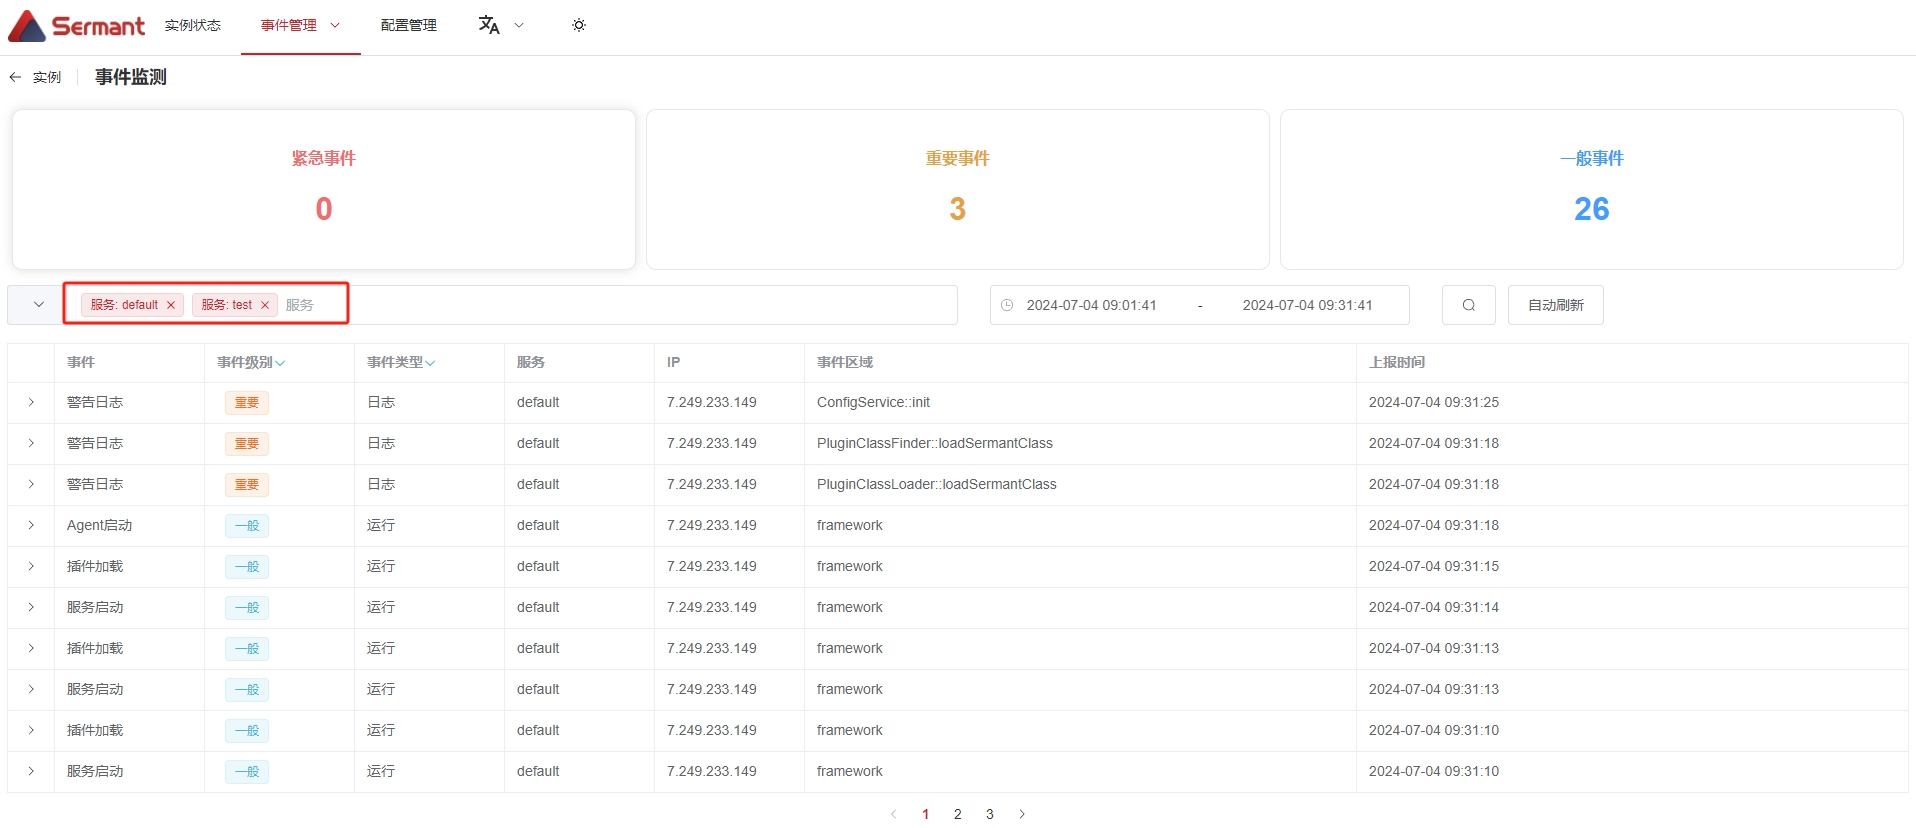 Sermant 实例状态 事件管理 配置管理
实例 事件监测
紧急事件 重要事件 一般事件
0 3 26
服务: default 服务: test 服务 2024-07-04 09:01:41 - 2024-07-04 09:31:41 自动刷新
事件 事件级别 事件类型 服务 IP 事件区域 上报时间
警告日志 重要 日志 default 7.249.233.149 ConfigService::init 2024-07-04 09:31:25
警告日志 重要 日志 default 7.249.233.149 PluginClassFinder::loadSermantClass 2024-07-04 09:31:18
警告日志 重要 日志 default 7.249.233.149 PluginClassLoader::loadSermantClass 2024-07-04 09:31:18
Agent启动 一般 运行 default 7.249.233.149 framework 2024-07-04 09:31:18
插件加载 一般 运行 default 7.249.233.149 framework 2024-07-04 09:31:15
服务启动 一般 运行 default 7.249.233.149 framework 2024-07-04 09:31:14
插件加载 一般 运行 default 7.249.233.149 framework 2024-07-04 09:31:13
服务启动 一般 运行 default 7.249.233.149 framework 2024-07-04 09:31:13
插件加载 一般 运行 default 7.249.233.149 framework 2024-07-04 09:31:10
服务启动 一般 运行 default 7.249.233.149 framework 2024-07-04 09:31:10
1 2 3